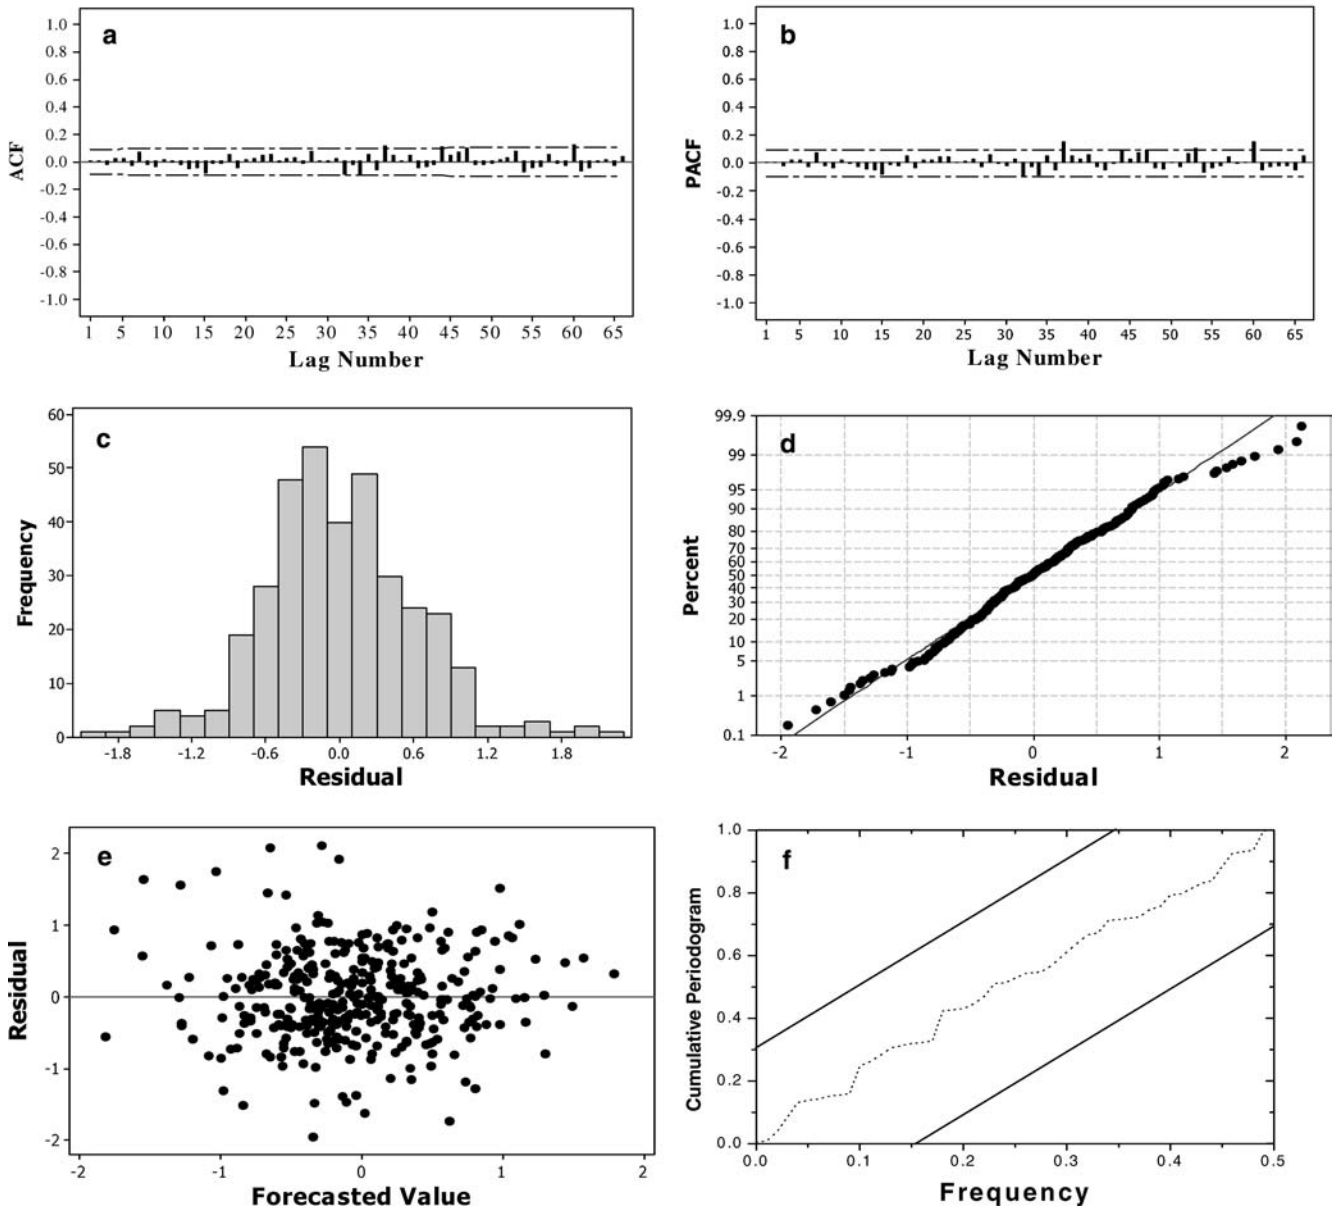 a
1.0
0.8
0.6
0.4
0.2
0.0
-0.2
-0.4
-0.6
-0.8
-1.0
ACF
1 5 10 15 20 25 30 35 40 45 50 55 60 65
Lag Number
b
1.0
0.8
0.6
0.4
0.2
0.0
-0.2
-0.4
-0.6
-0.8
-1.0
PACF
1 5 10 15 20 25 30 35 40 45 50 55 60 65
Lag Number
c
60
50
40
30
20
10
0
Frequency
-1.8 -1.2 -0.6 0.0 0.6 1.2 1.8
Residual
d
99.9
99
95
90
80
70
60
50
40
30
20
10
5
1
0.1
Percent
-2 -1 0 1 2
Residual
e
2
1
0
-1
-2
Residual
-2 -1 0 1 2
Forecasted Value
f
1.0
0.8
0.6
0.4
0.2
0.0
Cumulative Periodogram
0.0 0.1 0.2 0.3 0.4 0.5
Frequency